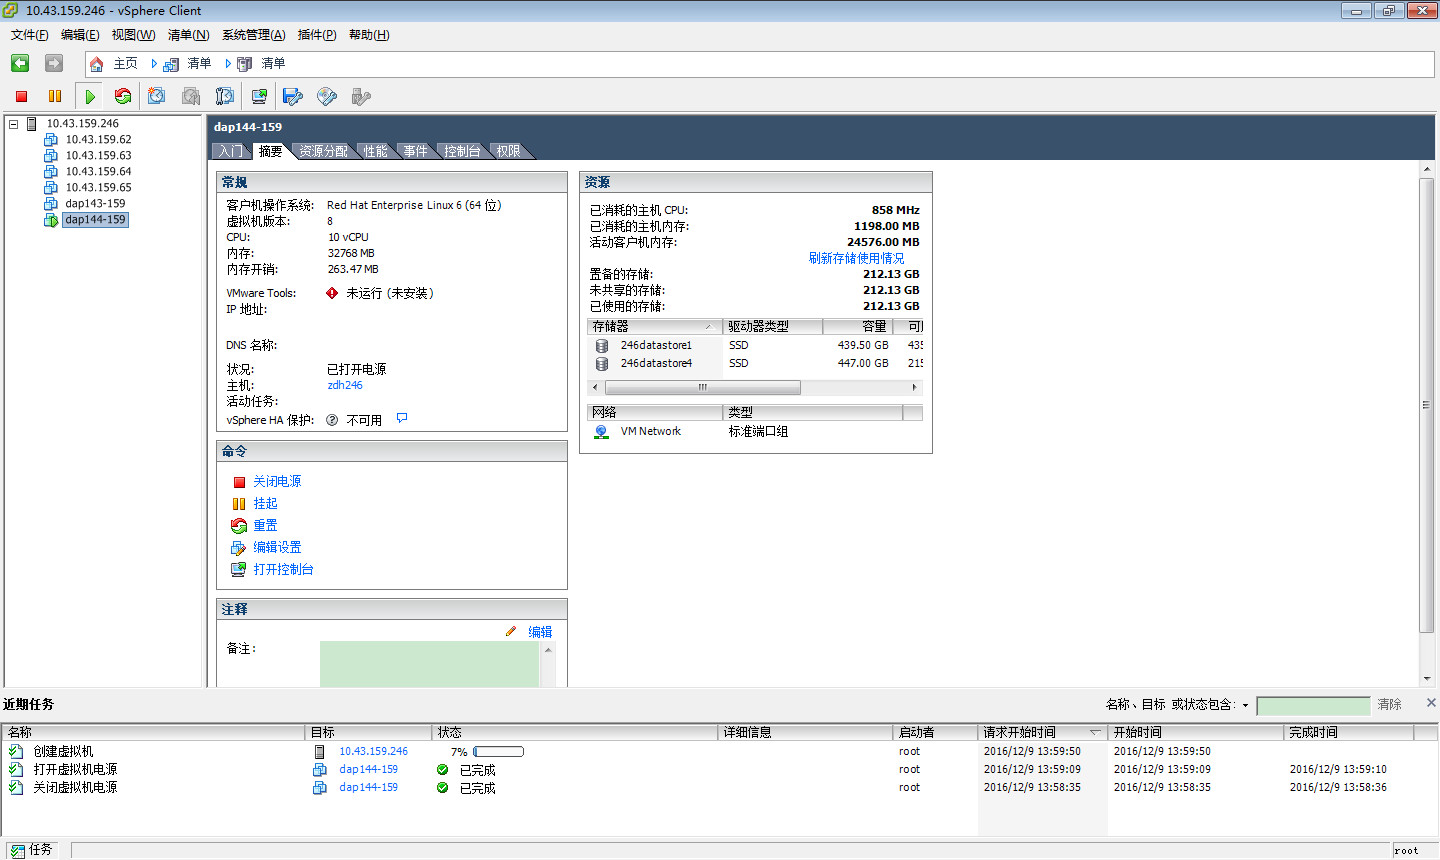 10.43.159.246 - vSphere Client
文件(F) 编辑(E) 视图(W) 清单(N) 系统管理(A) 插件(P) 帮助(H)
主页 清单 清单
10.43.159.246
10.43.159.62
10.43.159.63
10.43.159.64
10.43.159.65
dap143-159
dap144-159
dap144-159
入门 摘要 资源分配 性能 事件 控制台 权限
常规
客户机操作系统: Red Hat Enterprise Linux 6 (64 位)
虚拟机版本: 8
CPU: 10 vCPU
内存: 32768 MB
内存开销: 263.47 MB
VMware Tools: 未运行 (未安装)
IP 地址:
DNS 名称:
状况: 已打开电源
主机: zdh246
活动任务:
vSphere HA 保护: 不可用
命令
关闭电源
挂起
重置
编辑设置
打开控制台
注释
编辑
备注:
资源
已消耗的主机 CPU: 858 MHz
已消耗的主机内存: 1198.00 MB
活动客户机内存: 24576.00 MB
刷新存储使用情况
置备的存储: 212.13 GB
未共享的存储: 212.13 GB
已使用的存储: 212.13 GB
存储器 驱动器类型 容量
246datastore1 SSD 439.50 GB 435
246datastore4 SSD 447.00 GB 215
网络 类型
VM Network 标准端口组
近期任务 名称、目标 或状态包含: 清除
名称 目标 状态 详细信息 启动者 请求开始时间 开始时间 完成时间
创建虚拟机 10.43.159.246 7% root 2016/12/9 13:59:50 2016/12/9 13:59:50
打开虚拟机电源 dap144-159 已完成 root 2016/12/9 13:59:09 2016/12/9 13:59:09 2016/12/9 13:59:10
关闭虚拟机电源 dap144-159 已完成 root 2016/12/9 13:58:35 2016/12/9 13:58:35 2016/12/9 13:58:36
任务 root